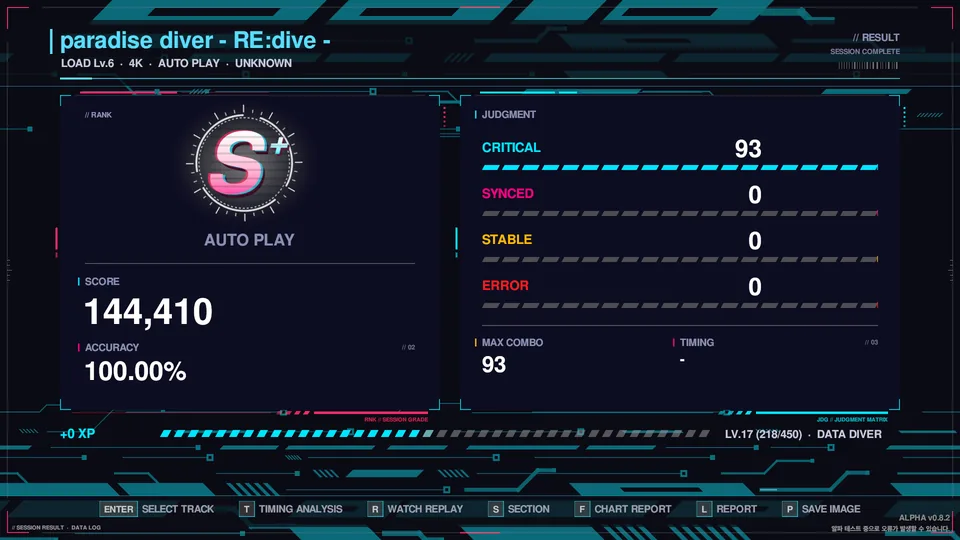 paradise diver - RE:dive -
LOAD Lv.6 · 4K · AUTO PLAY · UNKNOWN
// RESULT
SESSION COMPLETE
// RANK
S+
AUTO PLAY
SCORE
144,410
ACCURACY
// 02
100.00%
JUDGMENT
CRITICAL 93
SYNCED 0
STABLE 0
ERROR 0
MAX COMBO
93
TIMING
// 03
-
RNK // SESSION GRADE
JDG // JUDGMENT MATRIX
+0 XP
LV.17 (218/450) · DATA DIVER
ENTER SELECT TRACK T TIMING ANALYSIS R WATCH REPLAY S SECTION F CHART REPORT L REPORT P SAVE IMAGE
// SESSION RESULT · DATA LOG
ALPHA v0.8.2
알파 테스트 중으로 오류가 발생할 수 있습니다.